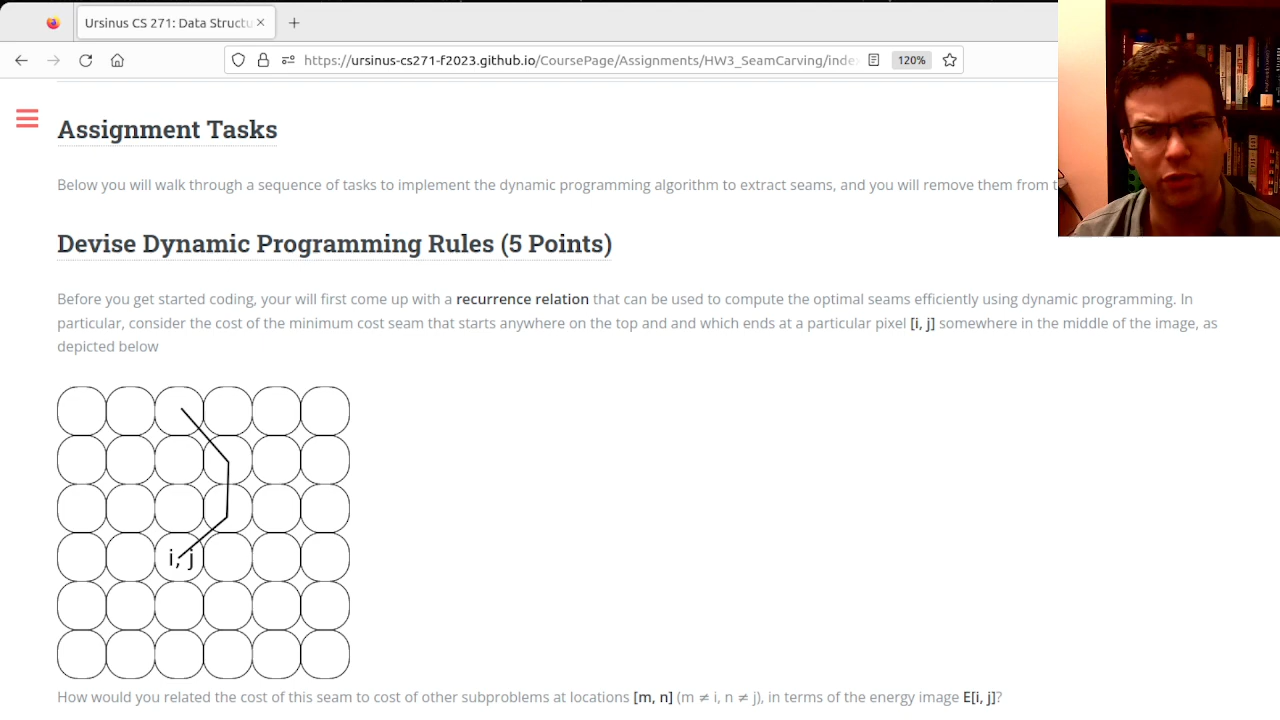 Ursinus CS 271: Data Structu
https://ursinus-cs271-f2023.github.io/CoursePage/Assignments/HW3_SeamCarving/inde
120%
Assignment Tasks
Below you will walk through a sequence of tasks to implement the dynamic programming algorithm to extract seams, and you will remove them from t
Devise Dynamic Programming Rules (5 Points)
Before you get started coding, your will first come up with a recurrence relation that can be used to compute the optimal seams efficiently using dynamic programming. In
particular, consider the cost of the minimum cost seam that starts anywhere on the top and and which ends at a particular pixel [i, j] somewhere in the middle of the image, as
depicted below
i, j
How would you related the cost of this seam to cost of other subproblems at locations [m, n] (m ≠ i, n ≠ j), in terms of the energy image E[i, j]?